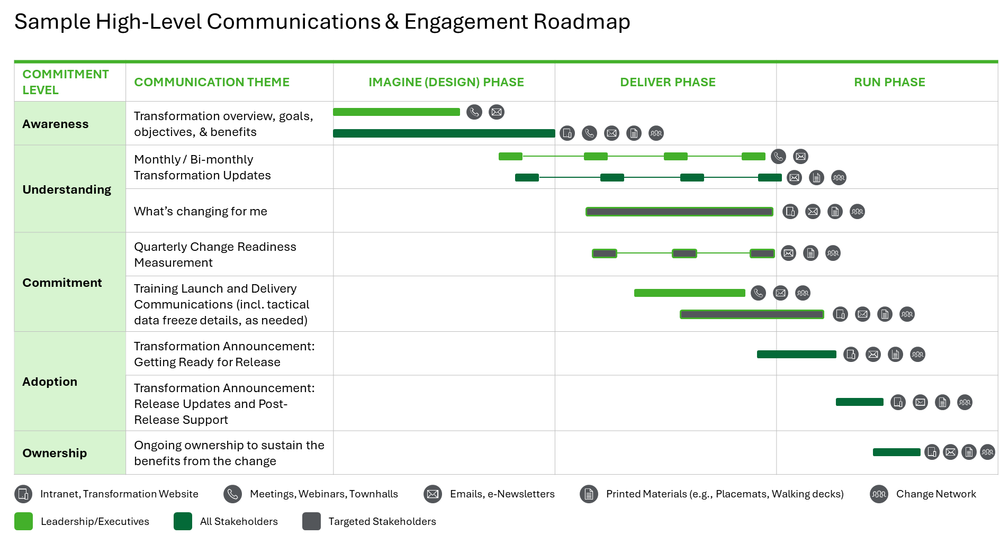 Sample High-Level Communications & Engagement Roadmap
COMMITMENT
LEVEL
COMMUNICATION THEME
IMAGINE (DESIGN) PHASE
DELIVER PHASE
RUN PHASE
Awareness
Transformation overview, goals,
objectives, & benefits
Understanding
Monthly / Bi-monthly
Transformation Updates
What’s changing for me
Commitment
Quarterly Change Readiness
Measurement
Training Launch and Delivery
Communications (incl. tactical
data freeze details, as needed)
Adoption
Transformation Announcement:
Getting Ready for Release
Transformation Announcement:
Release Updates and Post-
Release Support
Ownership
Ongoing ownership to sustain the
benefits from the change
Intranet, Transformation Website
Meetings, Webinars, Townhalls
Emails, e-Newsletters
Printed Materials (e.g., Placemats, Walking decks)
Change Network
Leadership/Executives
All Stakeholders
Targeted Stakeholders